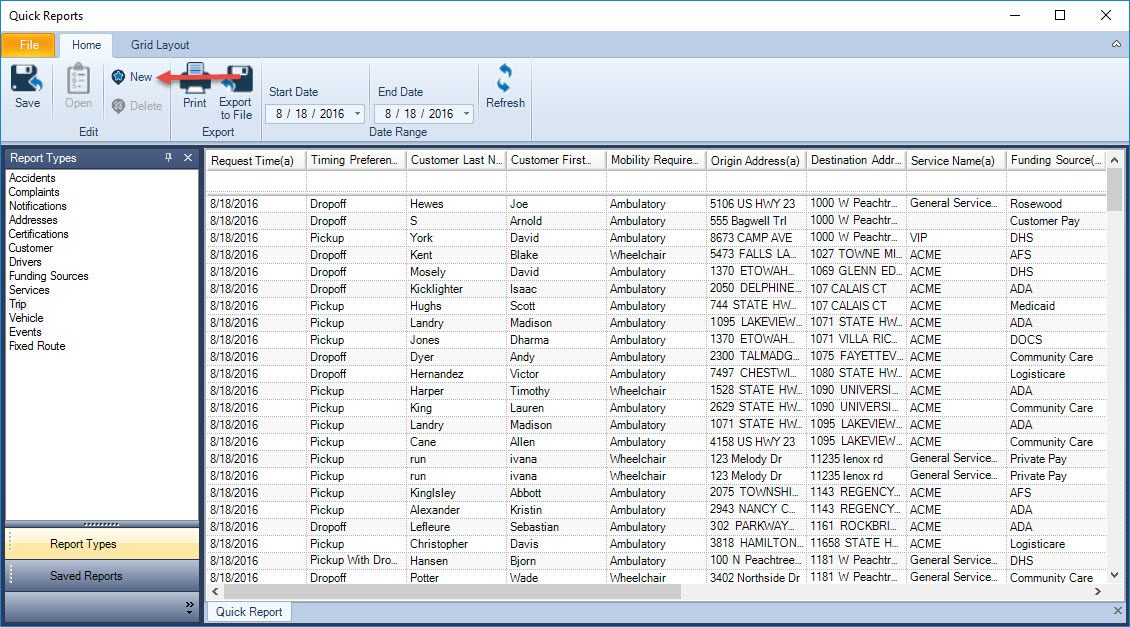 Quick Reports
File Home Grid Layout
Save Open New Delete Print Export to File Start Date 8 / 18 / 2016 End Date 8 / 18 / 2016 Refresh
Edit Export Date Range
Report Types
Accidents
Complaints
Notifications
Addresses
Certifications
Customer
Drivers
Funding Sources
Services
Trip
Vehicle
Events
Fixed Route
Report Types
Saved Reports
Request Time(a) Timing Preferen... Customer Last N... Customer First... Mobility Require... Origin Address(a) Destination Addr... Service Name(a) Funding Source(...
8/18/2016 Dropoff Hewes Joe Ambulatory 5106 US HWY 23 1000 W Peachtr... General Service... Rosewood
8/18/2016 Dropoff S Arnold Ambulatory 555 Bagwell Trl 1000 W Peachtr... Customer Pay
8/18/2016 Pickup York David Ambulatory 8673 CAMP AVE 1000 W Peachtr... VIP DHS
8/18/2016 Dropoff Kent Blake Wheelchair 5473 FALLS LA... 1027 TOWNE MI... ACME AFS
8/18/2016 Dropoff Mosely David Ambulatory 1370 ETOWAH... 1069 GLENN ED... ACME DHS
8/18/2016 Dropoff Kicklighter Isaac Ambulatory 2050 DELPHINE... 107 CALAIS CT ACME ADA
8/18/2016 Pickup Hughs Scott Ambulatory 744 STATE HW... 107 CALAIS CT ACME Medicaid
8/18/2016 Pickup Landry Madison Ambulatory 1095 LAKEVIEW... 1071 STATE HW... ACME ADA
8/18/2016 Pickup Jones Dharma Ambulatory 1370 ETOWAH... 1071 VILLA RIC... ACME DOCS
8/18/2016 Dropoff Dyer Andy Ambulatory 2300 TALMADG... 1075 FAYETTEV... ACME Community Care
8/18/2016 Dropoff Hernandez Victor Ambulatory 7497 CHESTWI... 1080 STATE HW... ACME Logisticare
8/18/2016 Pickup Harper Timothy Wheelchair 1528 STATE HW... 1090 UNIVERSI... ACME ADA
8/18/2016 Pickup King Lauren Ambulatory 2629 STATE HW... 1090 UNIVERSI... ACME Community Care
8/18/2016 Pickup Landry Madison Ambulatory 1071 STATE HW... 1095 LAKEVIEW... ACME ADA
8/18/2016 Pickup Cane Allen Ambulatory 4158 US HWY 23 1095 LAKEVIEW... ACME Community Care
8/18/2016 Pickup run ivana Wheelchair 123 Melody Dr 11235 lenox rd General Service... Private Pay
8/18/2016 Pickup run ivana Wheelchair 123 Melody Dr 11235 lenox rd General Service... Private Pay
8/18/2016 Pickup KingIsley Abbott Ambulatory 2075 TOWNSHI... 1143 REGENCY... ACME AFS
8/18/2016 Pickup Alexander Kristin Ambulatory 2943 NANCY C... 1143 REGENCY... ACME ADA
8/18/2016 Dropoff Lefleure Sebastian Ambulatory 302 PARKWAY... 1161 ROCKBRI... ACME ADA
8/18/2016 Pickup Christopher Davis Ambulatory 3818 HAMILTON... 11658 STATE H... ACME Logisticare
8/18/2016 Pickup With Dro... Hansen Bjorn Ambulatory 100 N Peachtree... 1181 W Peachtr... General Service... DHS
8/18/2016 Dropoff Potter Wade Wheelchair 3402 Northside Dr 1181 W Peachtr... General Service... Community Care
Quick Report